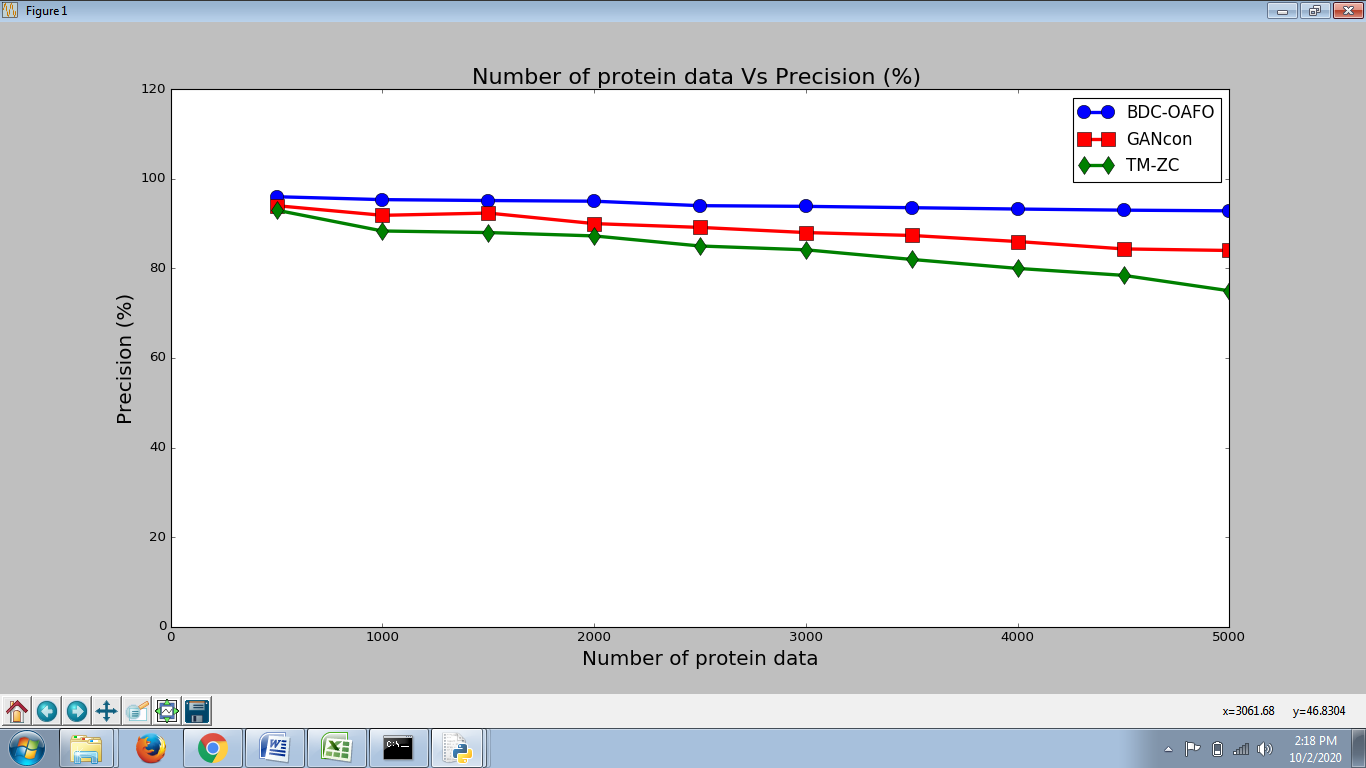 Figure 1
Number of protein data Vs Precision (%)
120
100
80
60
40
20
0
Precision (%)
BDC-OAFO
GANcon
TM-ZC
0 1000 2000 3000 4000 5000
Number of protein data
x=3061.68 y=46.8304
C:\_
2:18 PM
10/2/2020